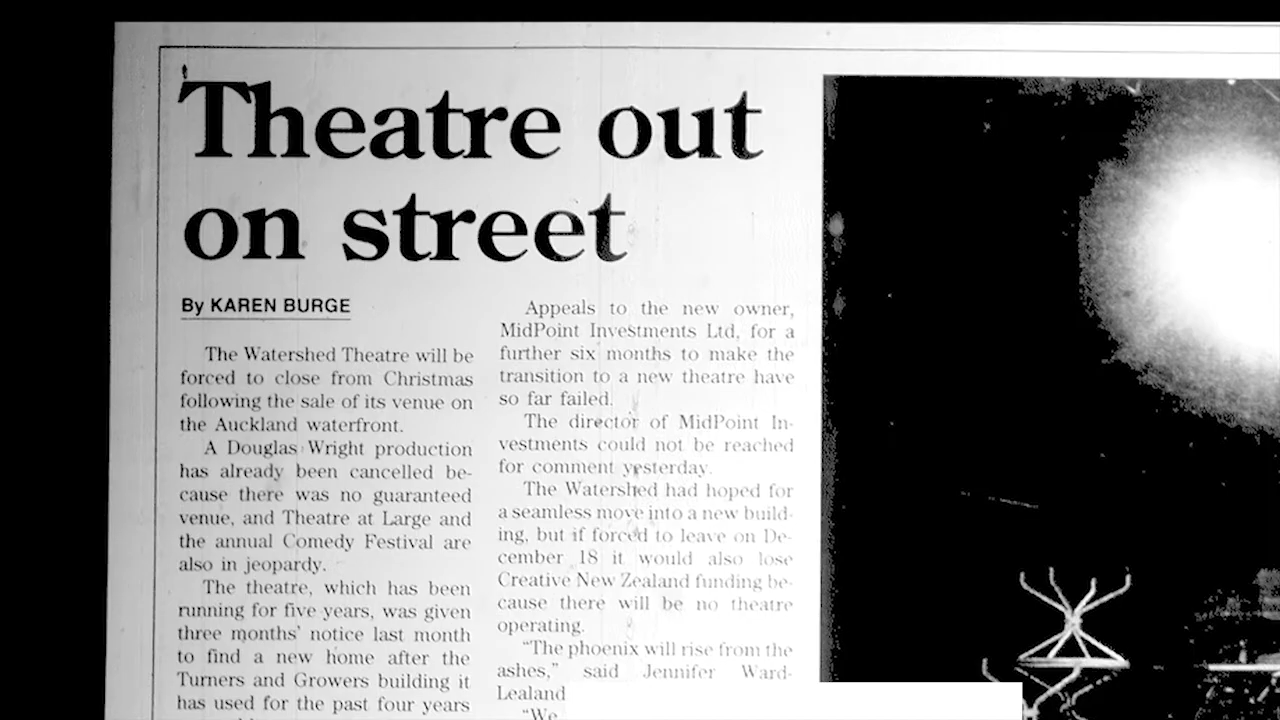 Theatre out
on street
By KAREN BURGE
The Watershed Theatre will be
forced to close from Christmas
following the sale of its venue on
the Auckland waterfront.
A Douglas Wright production
has already been cancelled be-
cause there was no guaranteed
venue, and Theatre at Large and
the annual Comedy Festival are
also in jeopardy.
The theatre, which has been
running for five years, was given
three months' notice last month
to find a new home after the
Turners and Growers building it
has used for the past four years
Appeals to the new owner,
MidPoint Investments Ltd, for a
further six months to make the
transition to a new theatre have
so far failed.
The director of MidPoint In-
vestments could not be reached
for comment yesterday.
The Watershed had hoped for
a seamless move into a new build-
ing, but if forced to leave on De-
cember 18 it would also lose
Creative New Zealand funding be-
cause there will be no theatre
operating.
"The phoenix will rise from the
ashes," said Jennifer Ward-
Lealand
"We